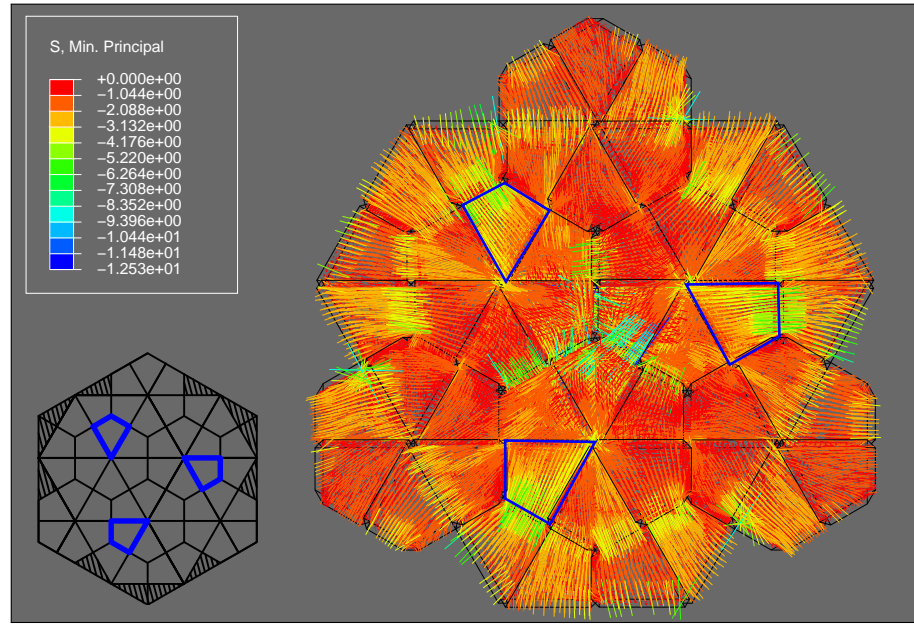 S, Min. Principal
+0.000e+00
−1.044e+00
−2.088e+00
−3.132e+00
−4.176e+00
−5.220e+00
−6.264e+00
−7.308e+00
−8.352e+00
−9.396e+00
−1.044e+01
−1.148e+01
−1.253e+01